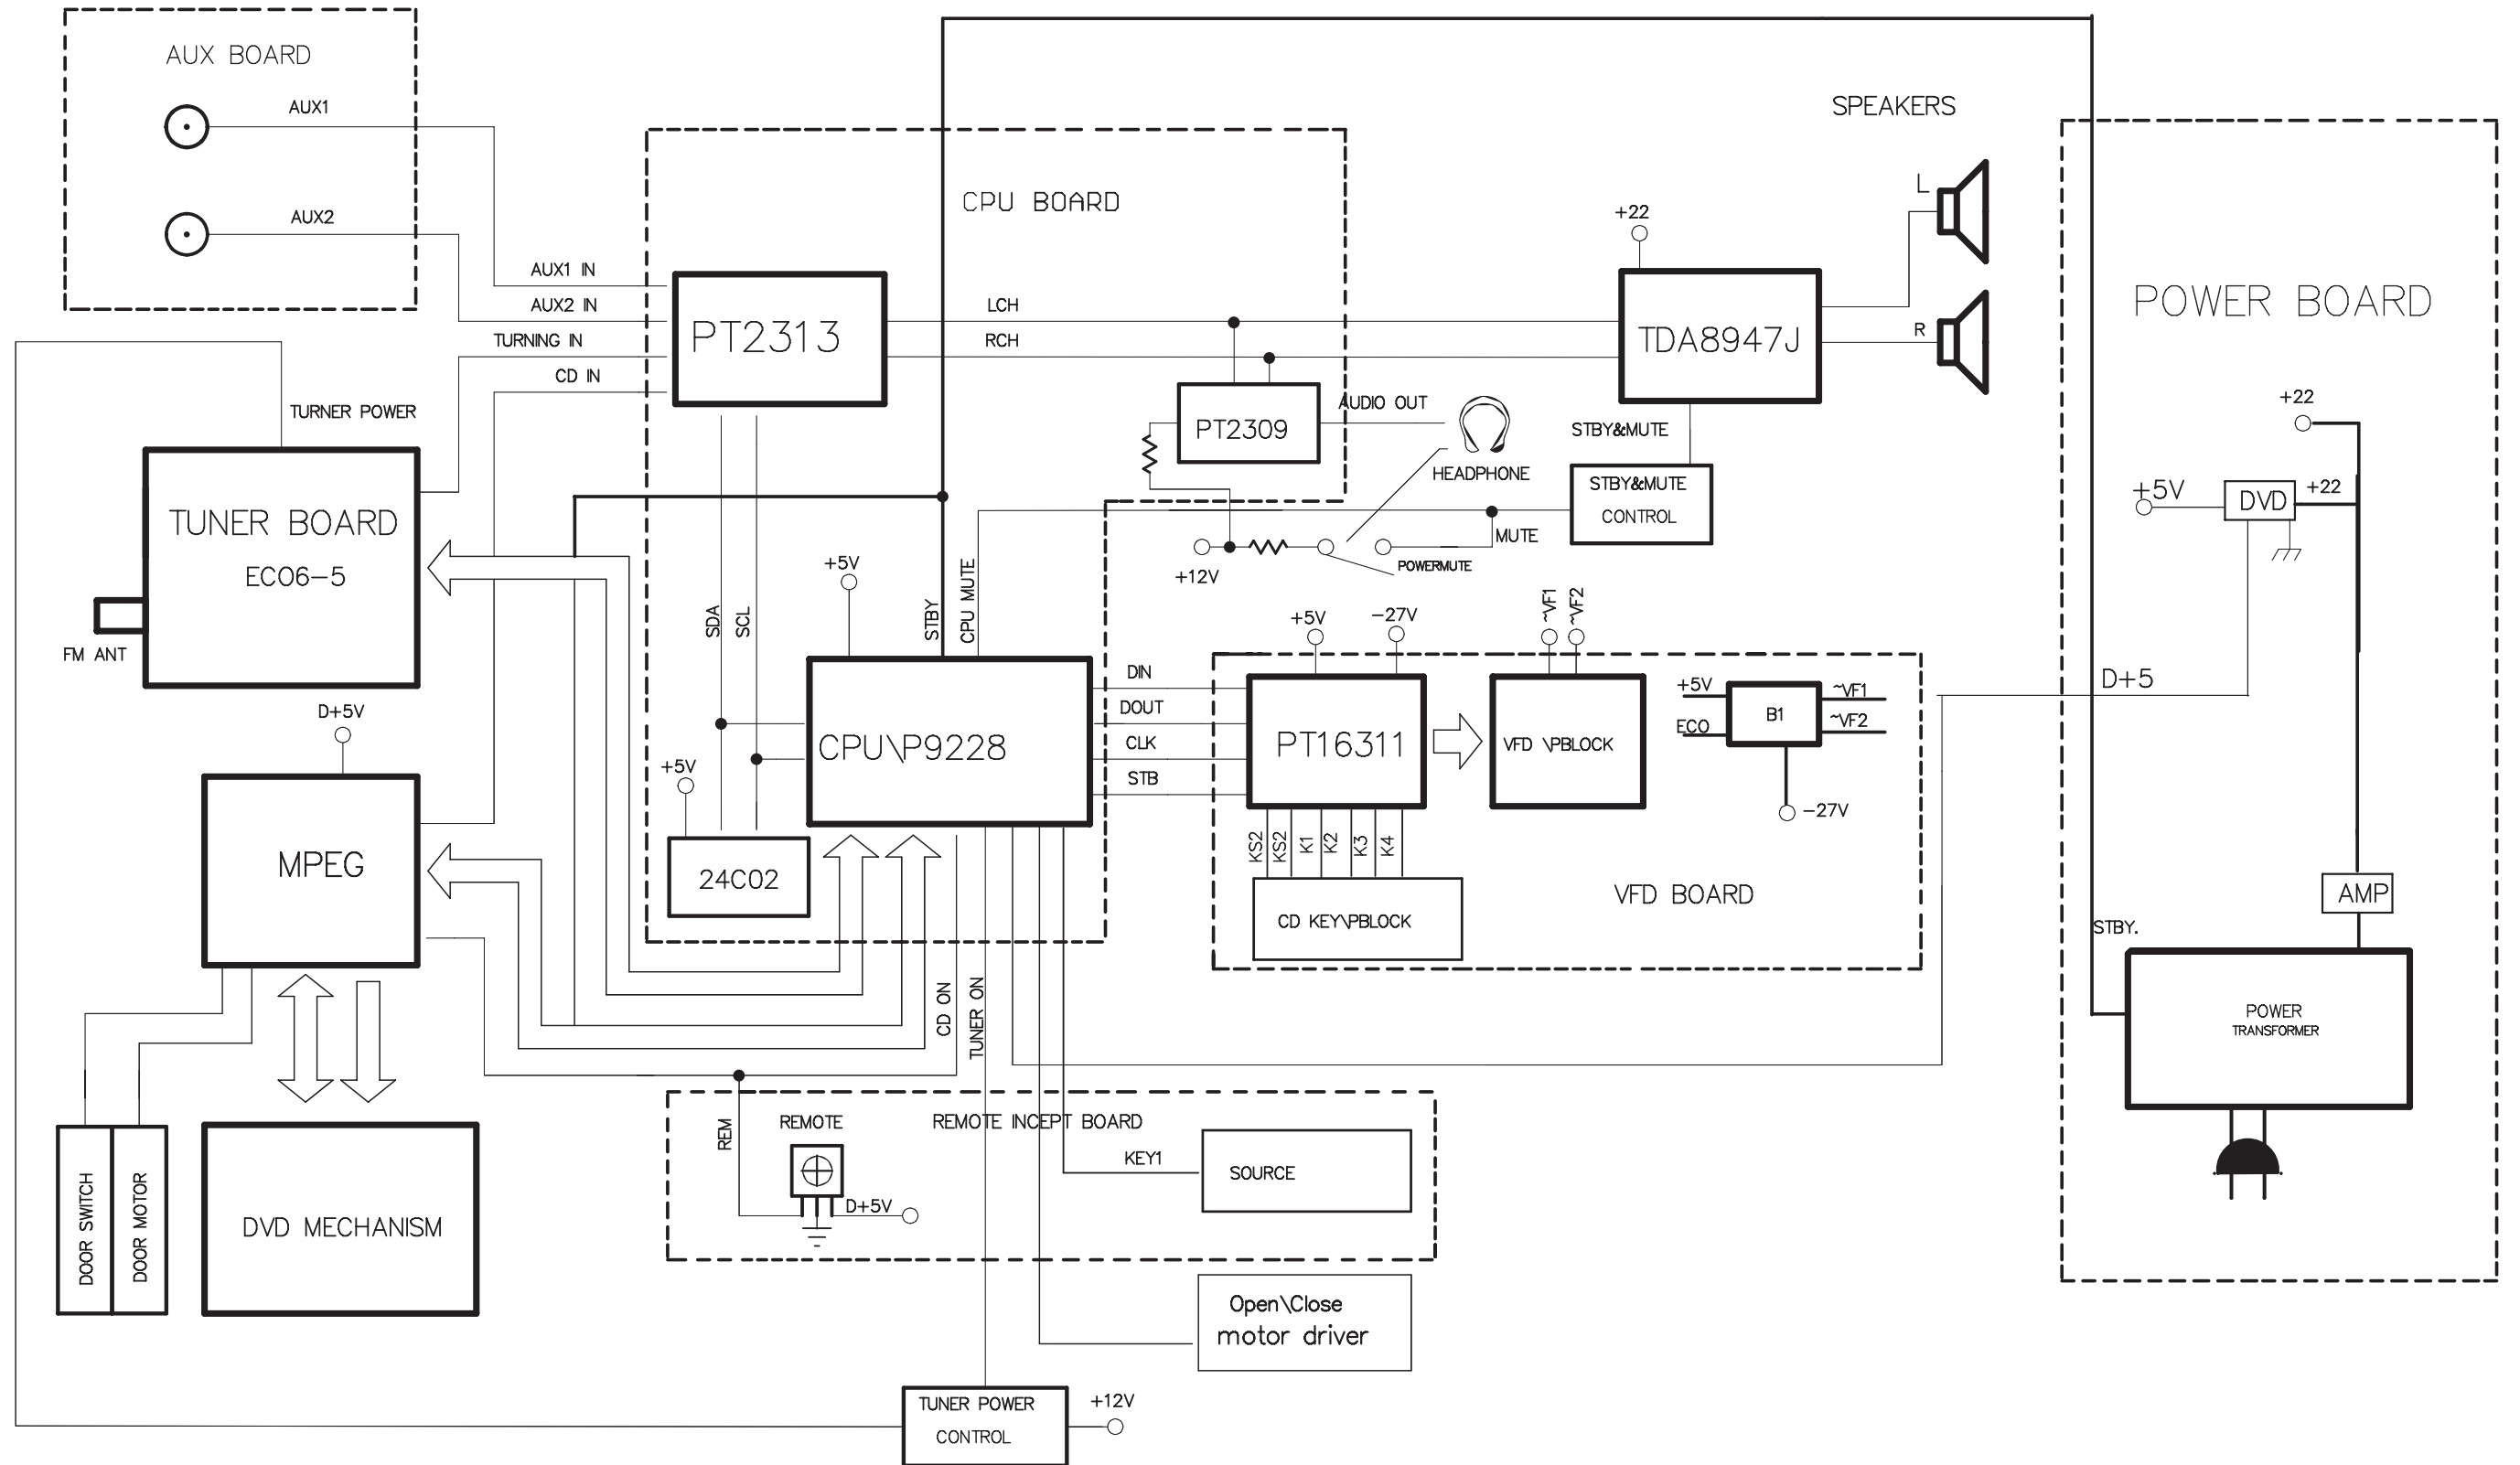 AUX BOARD
AUX1
AUX2
SPEAKERS
CPU BOARD
POWER BOARD
AUX1 IN
AUX2 IN
TURNING IN
CD IN
PT2313
LCH
RCH
+22
TDA8947J
L
R
TURNER POWER
PT2309
AUDIO OUT
HEADPHONE
STBY&MUTE
STBY&MUTE
CONTROL
MUTE
POWERMUTE
+12V
+22
+5V
DVD
+22
TUNER BOARD
ECO6-5
FM ANT
SDA
SCL
+5V
STBY
CPU MUTE
+5V
-27V
~VF1
~VF2
D+5
D+5V
DIN
DOUT
CLK
STB
CPU\P9228
PT16311
VFD \PBLOCK
+5V
ECO
B1
~VF1
~VF2
-27V
+5V
24C02
MPEG
KS2
KS2
K1
K2
K3
K4
CD KEY\PBLOCK
VFD BOARD
AMP
STBY.
POWER
TRANSFORMER
CD ON
TUNER ON
REM
REMOTE
REMOTE INCEPT BOARD
KEY1
SOURCE
D+5V
DOOR SWITCH
DOOR MOTOR
DVD MECHANISM
Open\Close
motor driver
TUNER POWER
CONTROL
+12V